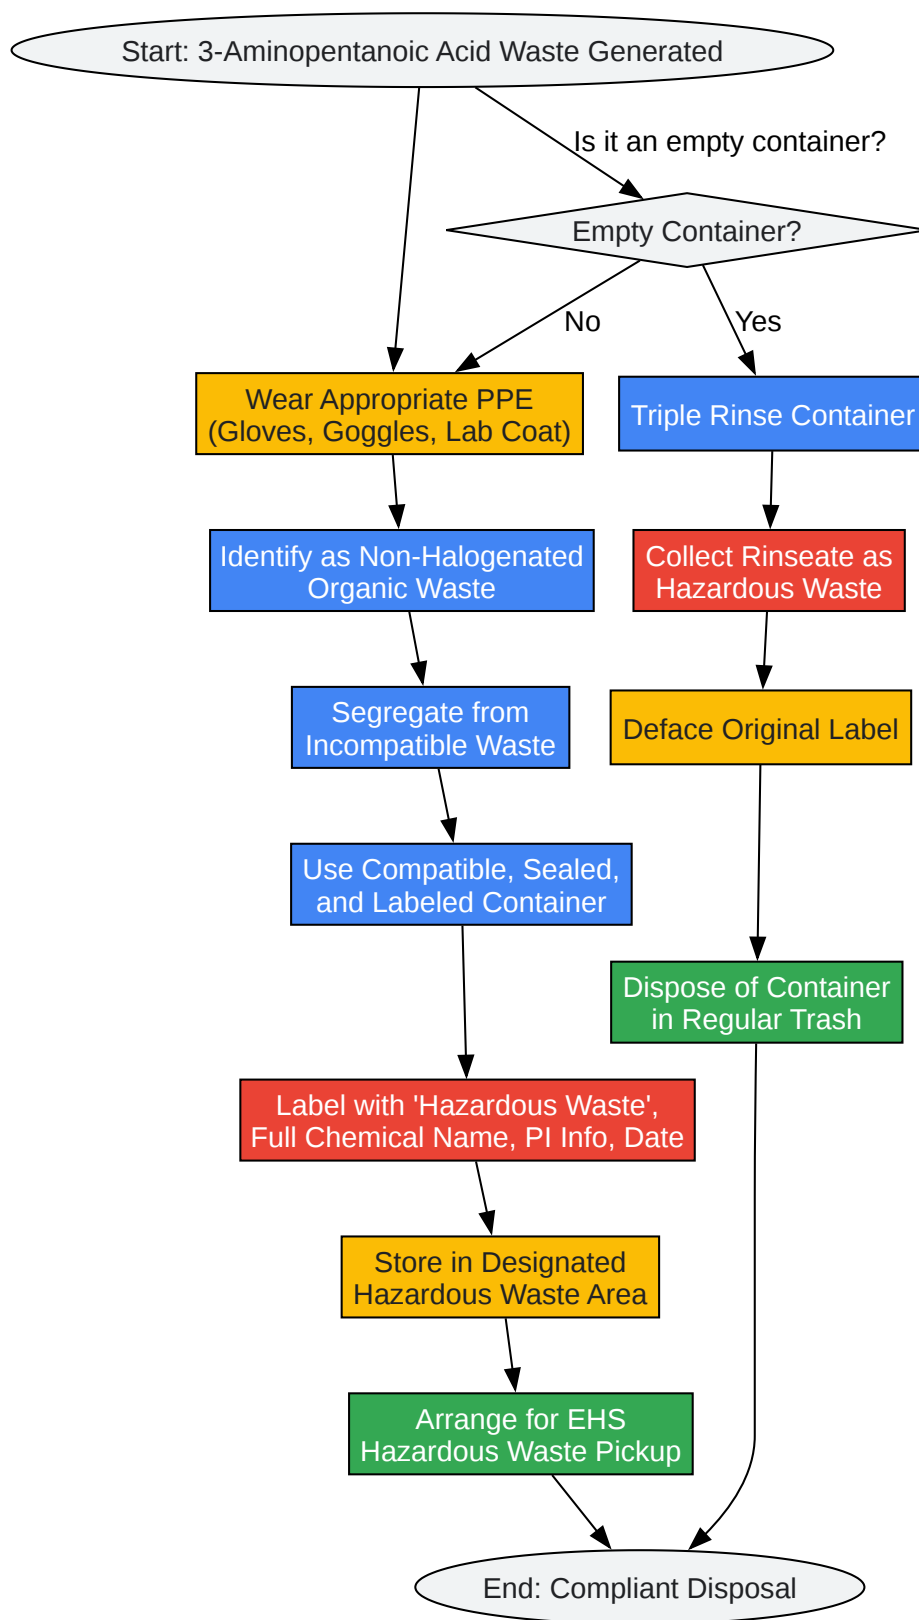 Start: 3-Aminopentanoic Acid Waste Generated
Is it an empty container?
Empty Container?
No
Yes
Wear Appropriate PPE
(Gloves, Goggles, Lab Coat)
Triple Rinse Container
Identify as Non-Halogenated
Organic Waste
Collect Rinseate as
Hazardous Waste
Segregate from
Incompatible Waste
Deface Original Label
Use Compatible, Sealed,
and Labeled Container
Dispose of Container
in Regular Trash
Label with 'Hazardous Waste',
Full Chemical Name, PI Info, Date
Store in Designated
Hazardous Waste Area
Arrange for EHS
Hazardous Waste Pickup
End: Compliant Disposal